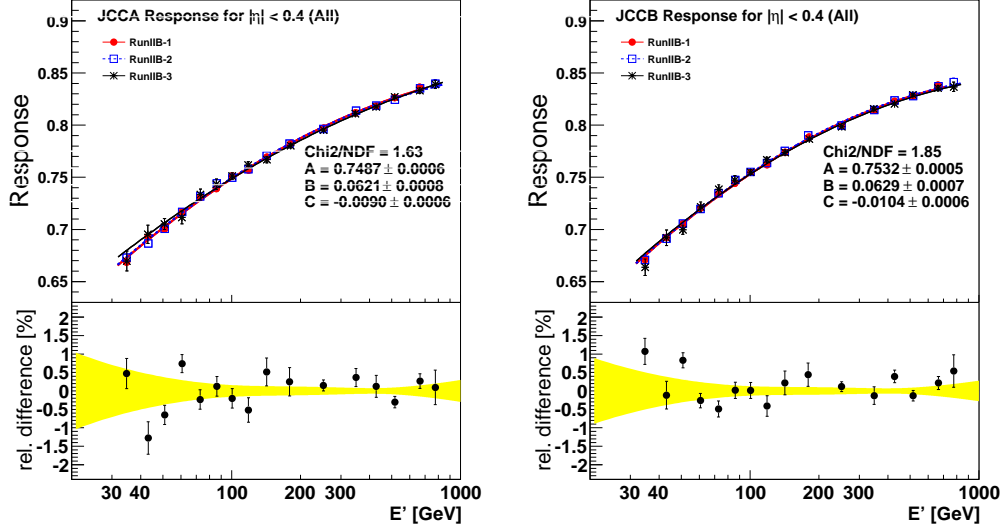 JCCA Response for |η| < 0.4 (All)
RunIIB-1
RunIIB-2
RunIIB-3
Response
0.9
0.85
0.8
0.75
0.7
0.65
Chi2/NDF = 1.63
A = 0.7487 ± 0.0006
B = 0.0621 ± 0.0008
C = -0.0090 ± 0.0006
rel. difference [%]
2
1.5
1
0.5
0
-0.5
-1
-1.5
-2
30 40 100 200 300 1000
E' [GeV]
JCCB Response for |η| < 0.4 (All)
RunIIB-1
RunIIB-2
RunIIB-3
Response
0.9
0.85
0.8
0.75
0.7
0.65
Chi2/NDF = 1.85
A = 0.7532 ± 0.0005
B = 0.0629 ± 0.0007
C = -0.0104 ± 0.0006
rel. difference [%]
2
1.5
1
0.5
0
-0.5
-1
-1.5
-2
30 40 100 200 300 1000
E' [GeV]